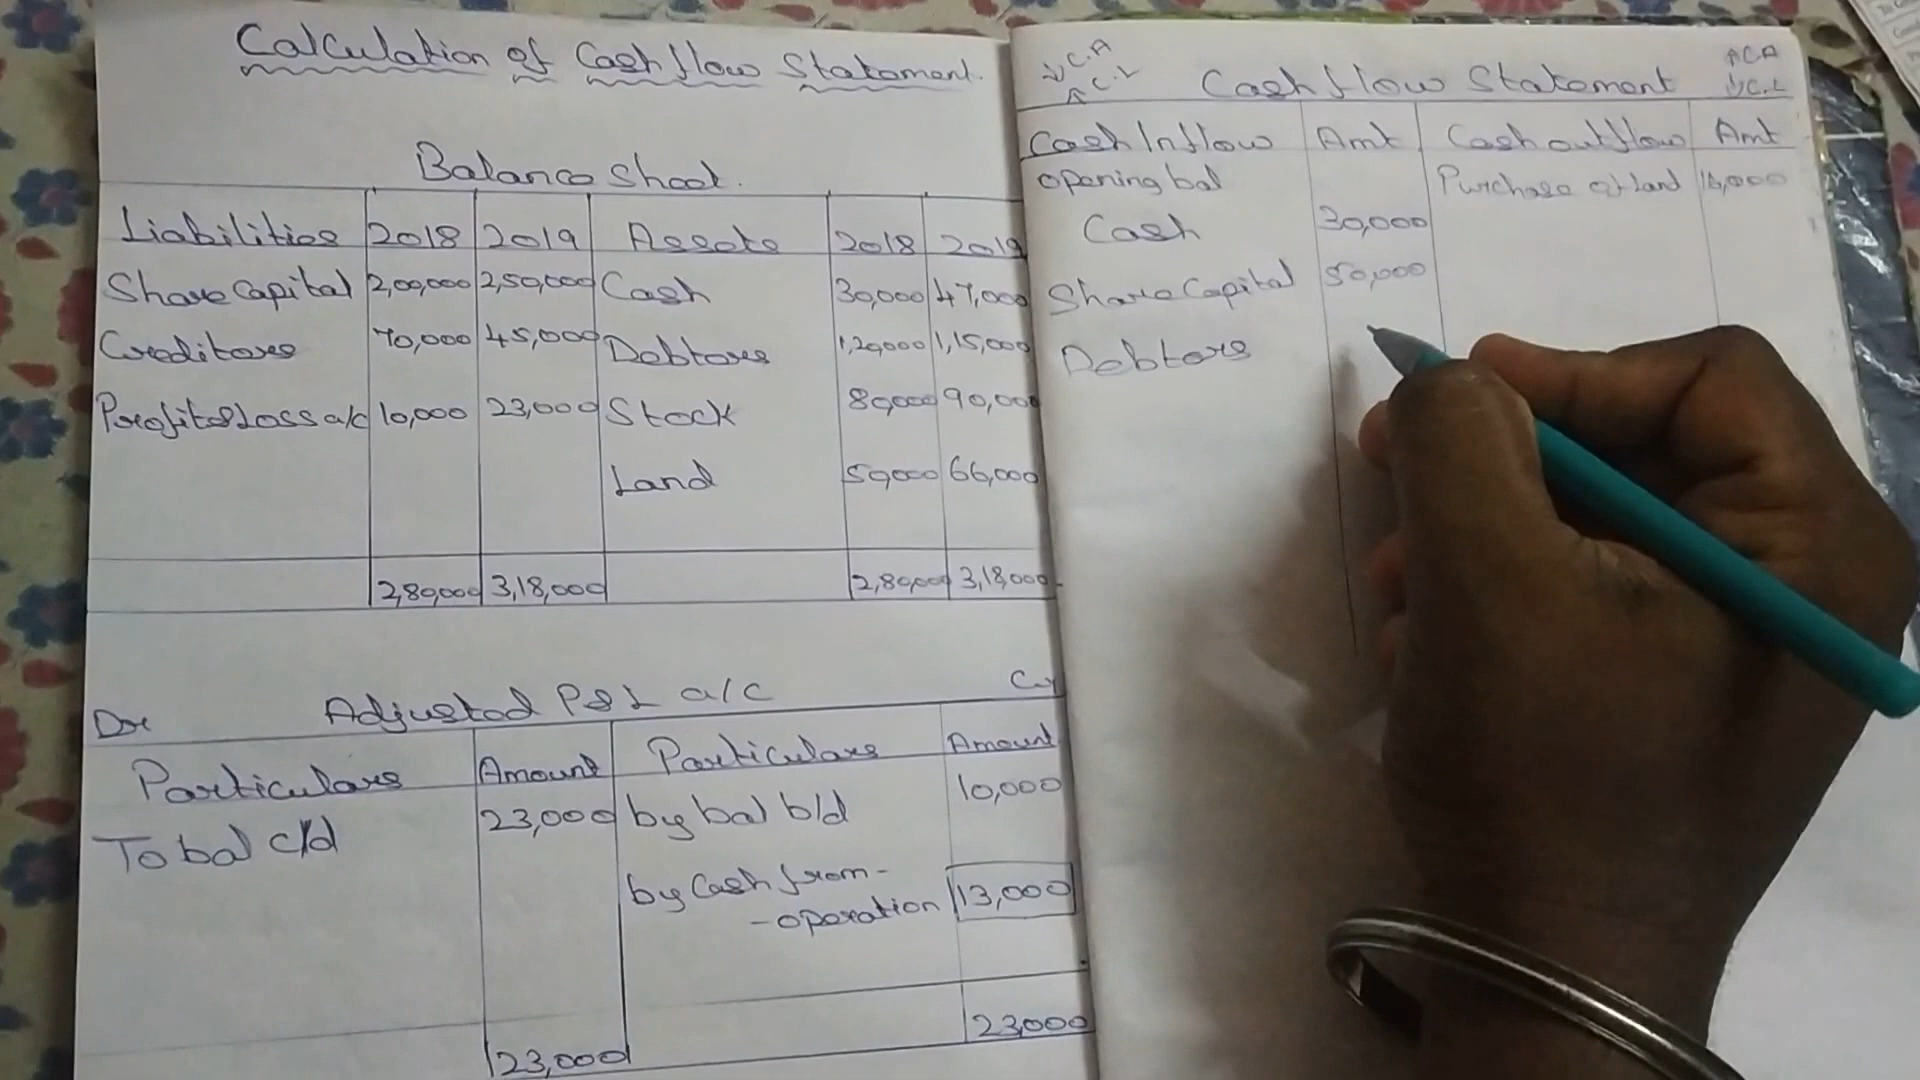 Calculation of Cash flow Statement.
Balance Sheet.
Liabilities 2018 2019 Assets 2018 2019
Share Capital 2,00,000 2,50,000 Cash 30,000 47,000
Creditors 70,000 45,000 Debtors 1,20,000 1,15,000
Profit & Loss a/c 10,000 23,000 Stock 80,000 90,000
Land 50,000 66,000
2,80,000 3,18,000 2,80,000 3,18,000
Dr Adjusted P&L a/c Cr
Particulars Amount Particulars Amount
To bal c/d 23,000 by bal b/d 10,000
by Cash from -
- operation 13,000
23,000 23,000
↓ C.A
↑ C.L
Cash flow Statement
↑ C.A
↓ C.L
Cash Inflow Amt Cash outflow Amt
Opening bal Purchase of Land 16,000
Cash 30,000
Share Capital 50,000
Debtors